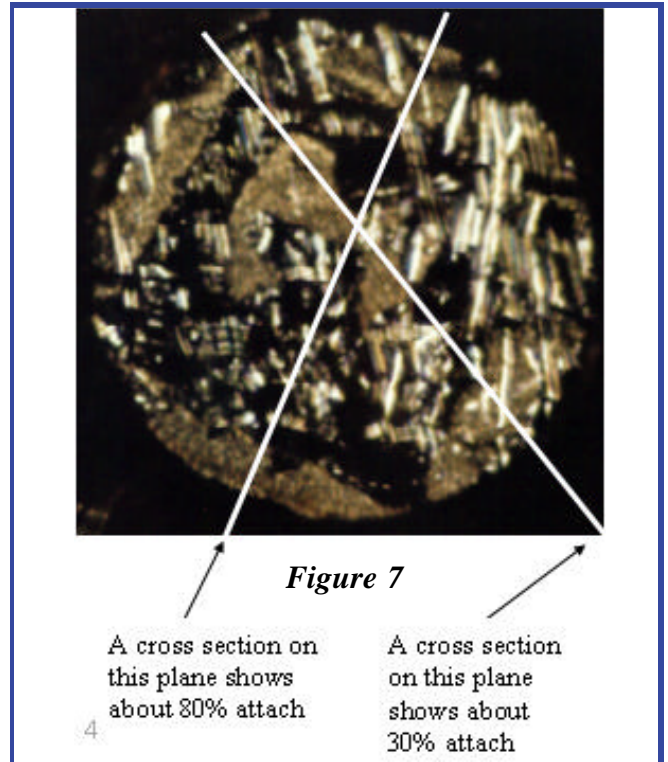 Figure 7
A cross section on
this plane shows
about 80% attach
A cross section
on this plane
shows about
30% attach
4